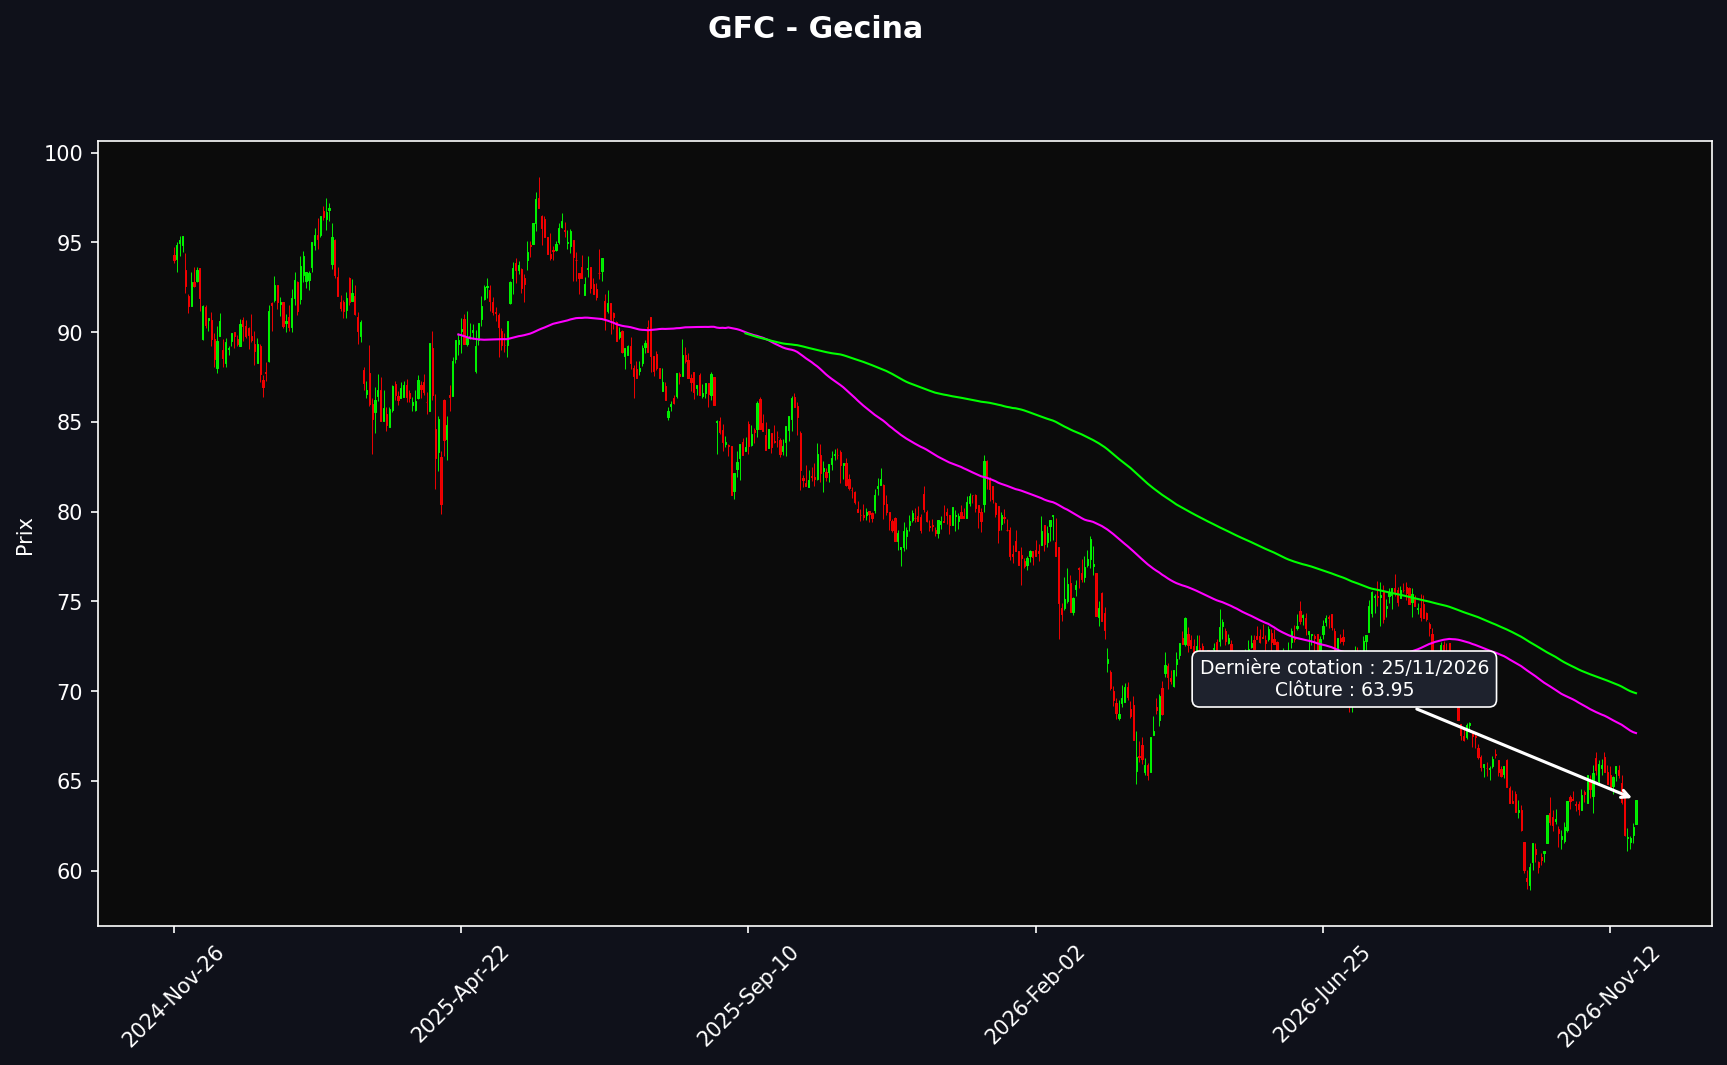 GFC - Gecina
Prix
100
95
90
85
80
75
70
65
60
Dernière cotation : 25/11/2026
Clôture : 63.95
2024-Nov-26
2025-Apr-22
2025-Sep-10
2026-Feb-02
2026-Jun-25
2026-Nov-12